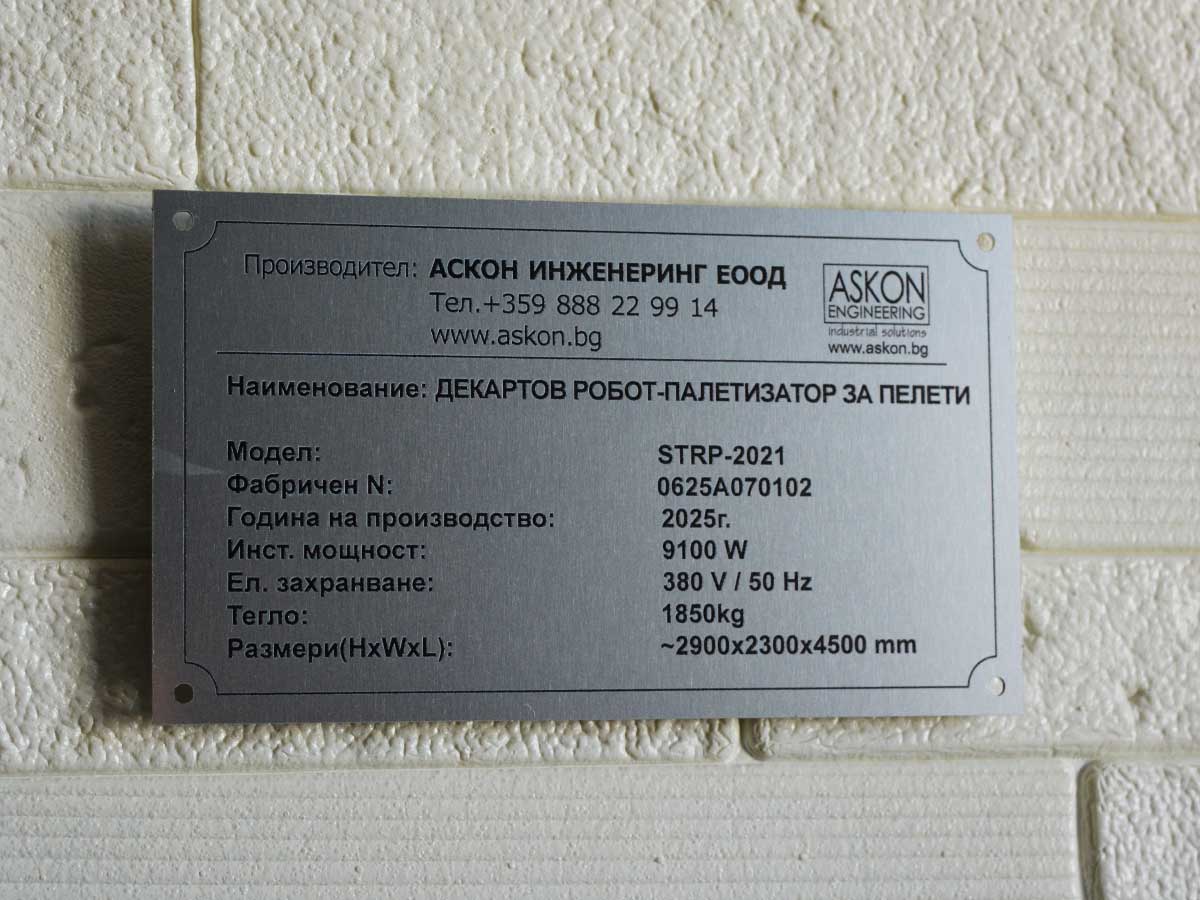 Производител: АСКОН ИНЖЕНЕРИНГ ЕООД
Тел.+359 888 22 99 14
www.askon.bg
ASKON
ENGINEERING
industrial solutions
www.askon.bg
Наименование: ДЕКАРТОВ РОБОТ-ПАЛЕТИЗАТОР ЗА ПЕЛЕТИ
Модел: STRP-2021
Фабричен N: 0625A070102
Година на производство: 2025г.
Инст. мощност: 9100 W
Ел. захранване: 380 V / 50 Hz
Тегло: 1850kg
Размери(HxWxL): ~2900x2300x4500 mm